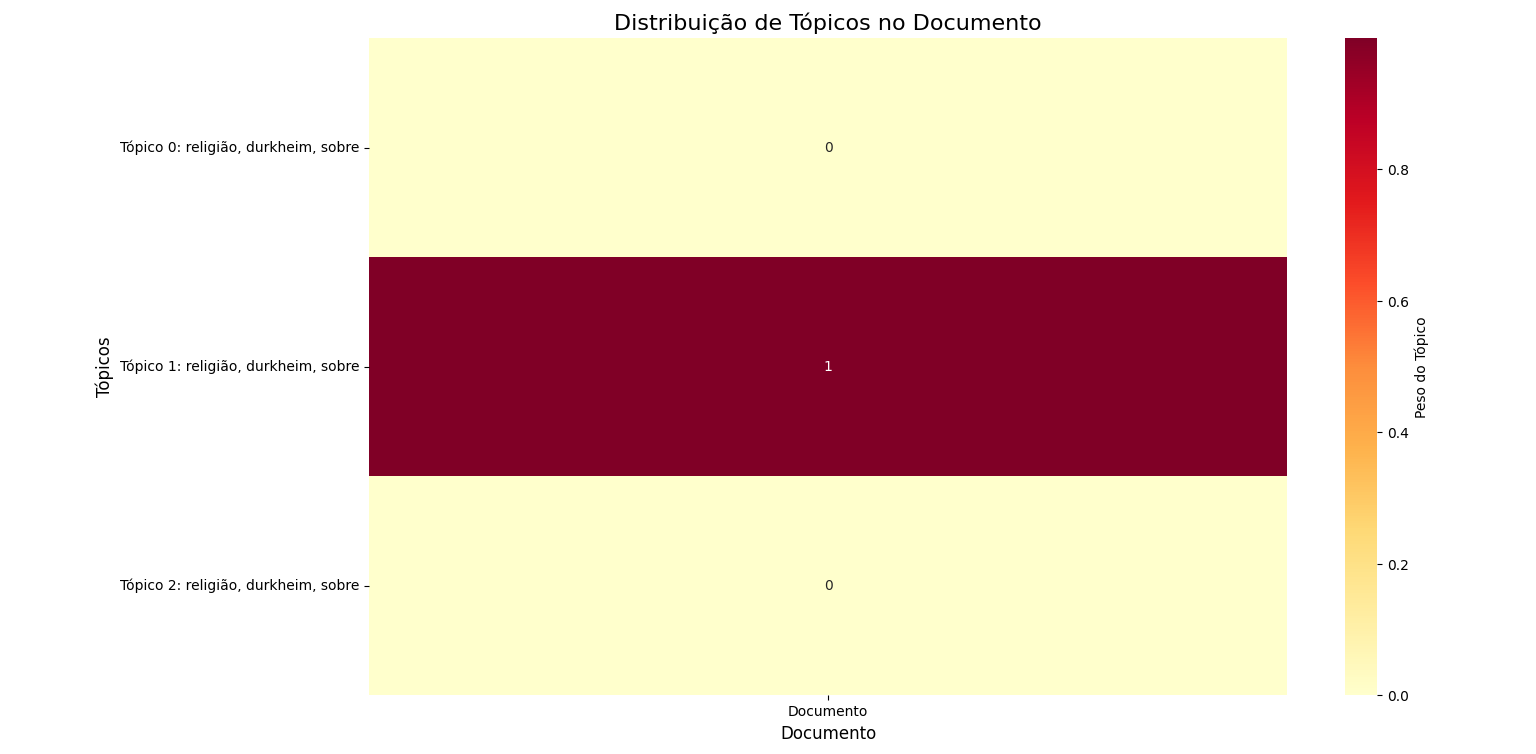 Distribuição de Tópicos no Documento
Tópicos
Tópico 0: religião, durkheim, sobre
0
Tópico 1: religião, durkheim, sobre
1
Tópico 2: religião, durkheim, sobre
0
Documento
Documento
0.8
0.6
0.4
0.2
0.0
Peso do Tópico